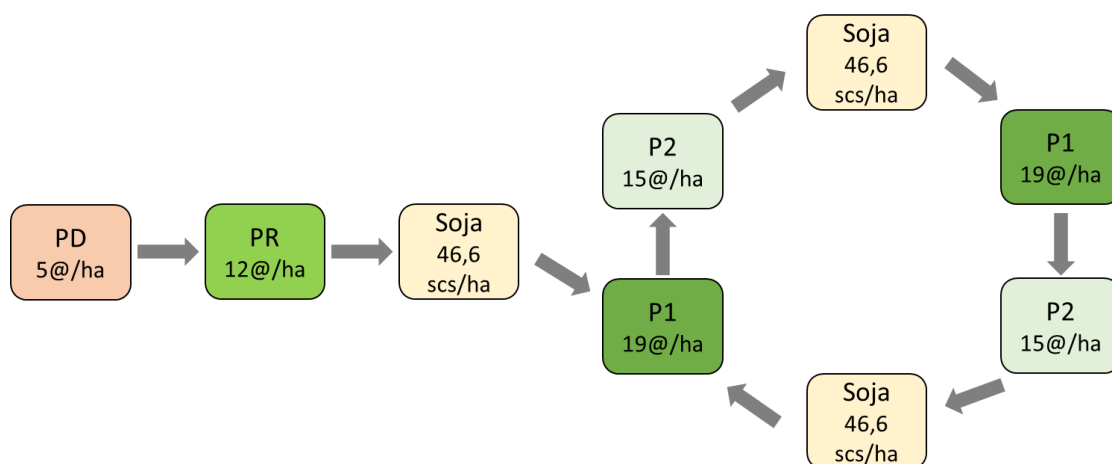 PD
5@/ha
PR
12@/ha
Soja
46,6
scs/ha
P1
19@/ha
P2
15@/ha
Soja
46,6
scs/ha
P1
19@/ha
P2
15@/ha
Soja
46,6
scs/ha